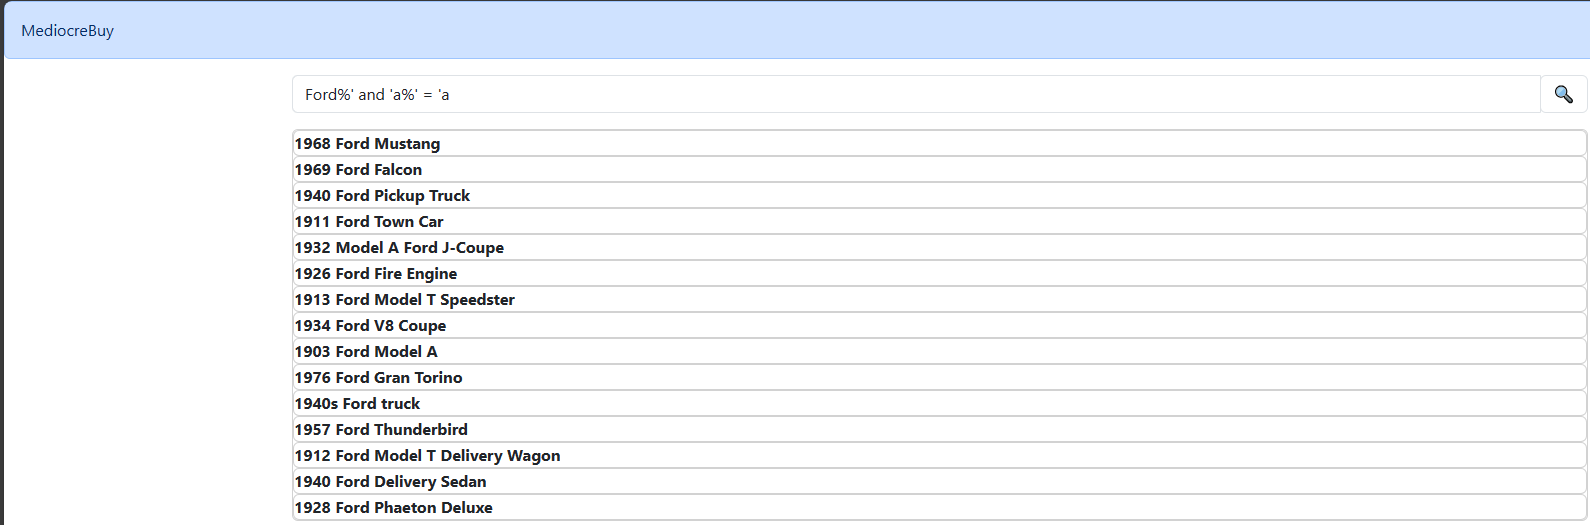 MediocreBuy
Ford%' and 'a%' = 'a
1968 Ford Mustang
1969 Ford Falcon
1940 Ford Pickup Truck
1911 Ford Town Car
1932 Model A Ford J-Coupe
1926 Ford Fire Engine
1913 Ford Model T Speedster
1934 Ford V8 Coupe
1903 Ford Model A
1976 Ford Gran Torino
1940s Ford truck
1957 Ford Thunderbird
1912 Ford Model T Delivery Wagon
1940 Ford Delivery Sedan
1928 Ford Phaeton Deluxe